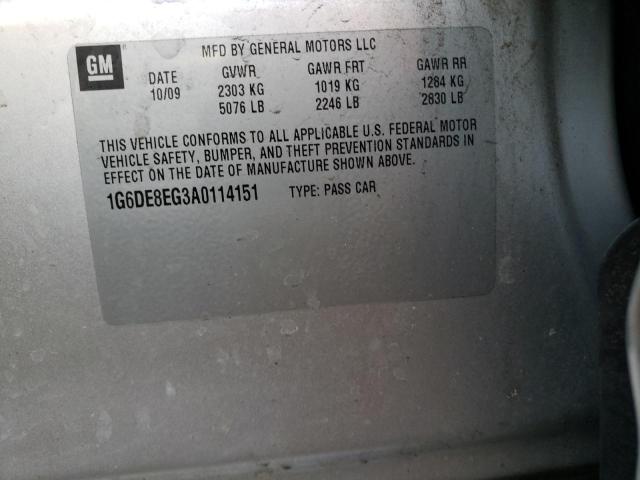 GM
MFD BY GENERAL MOTORS LLC
DATE GVWR GAWR FRT GAWR RR
10/09 2303 KG 1019 KG 1284 KG
5076 LB 2246 LB 2830 LB
THIS VEHICLE CONFORMS TO ALL APPLICABLE U.S. FEDERAL MOTOR
VEHICLE SAFETY, BUMPER, AND THEFT PREVENTION STANDARDS IN
EFFECT ON THE DATE OF MANUFACTURE SHOWN ABOVE.
1G6DE8EG3A0114151 TYPE: PASS CAR